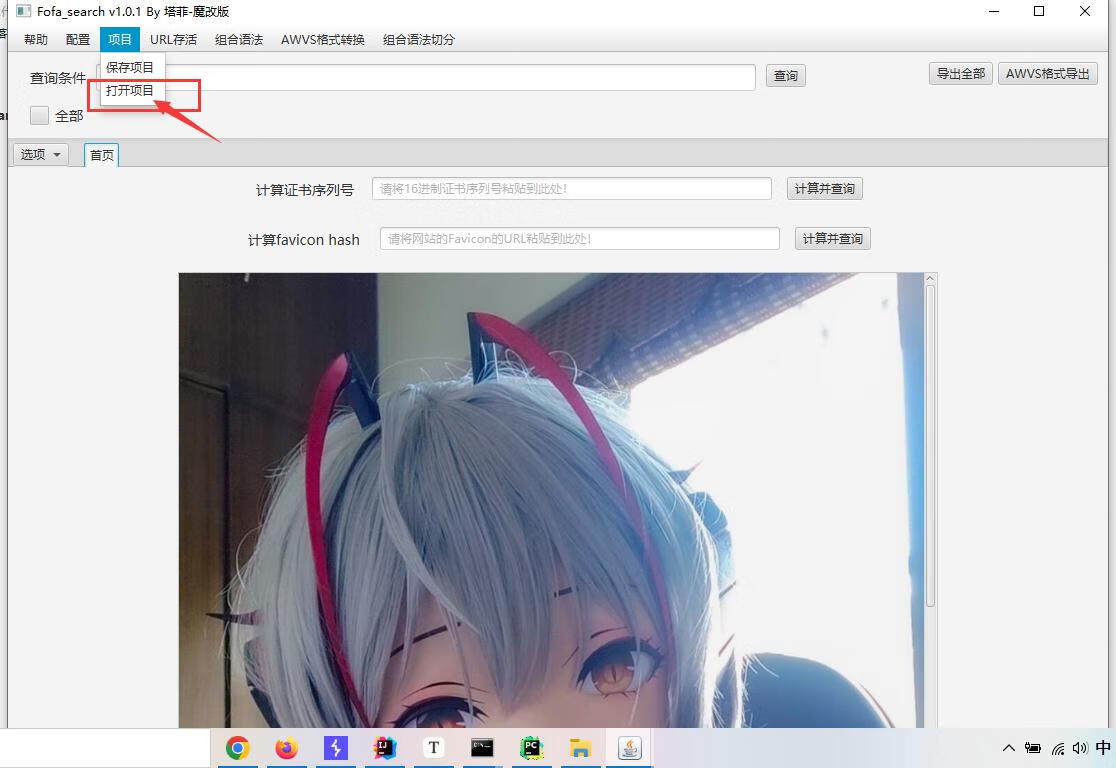 Fofa_search v1.0.1 By 塔菲-魔改版
帮助 配置 项目 URL存活 组合语法 AWVS格式转换 组合语法切分
保存项目
打开项目
查询条件 查询 导出全部 AWVS格式导出
全部
选项 首页
计算证书序列号 请将16进制证书序列号粘贴到此处! 计算并查询
计算favicon hash 请将网站的Favicon的URL粘贴到此处! 计算并查询
IJ T C:\. PC 中